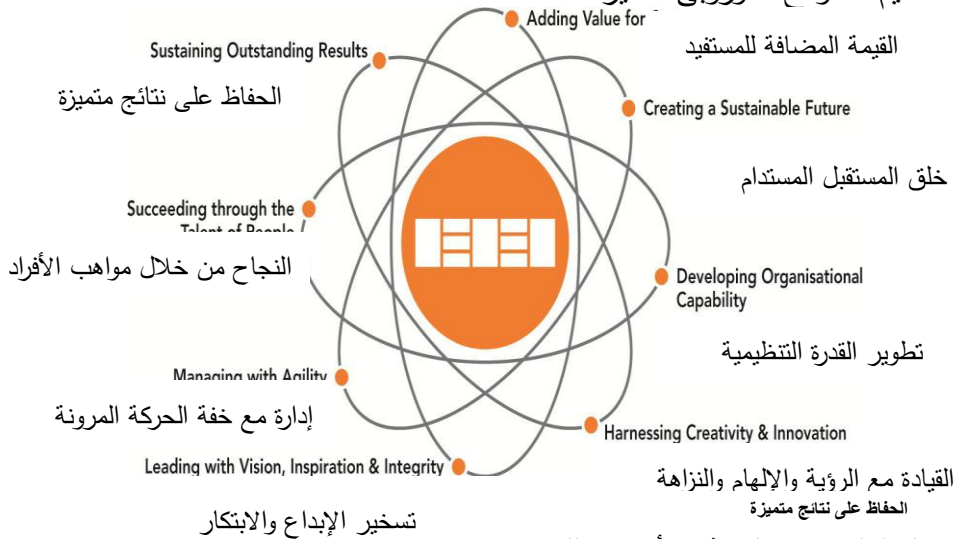 Adding Value for
القيمة المضافة للمستفيد
Sustaining Outstanding Results
الحفاظ على نتائج متميزة
Creating a Sustainable Future
خلق المستقبل المستدام
Succeeding through the
Talent of People
النجاح من خلال مواهب الأفراد
Developing Organisational
Capability
تطوير القدرة التنظيمية
Managing with Agility
إدارة مع خفة الحركة المرونة
Harnessing Creativity & Innovation
Leading with Vision, Inspiration & Integrity
القيادة مع الرؤية والإلهام والنزاهة
الحفاظ على نتائج متميزة
تسخير الإبداع والابتكار